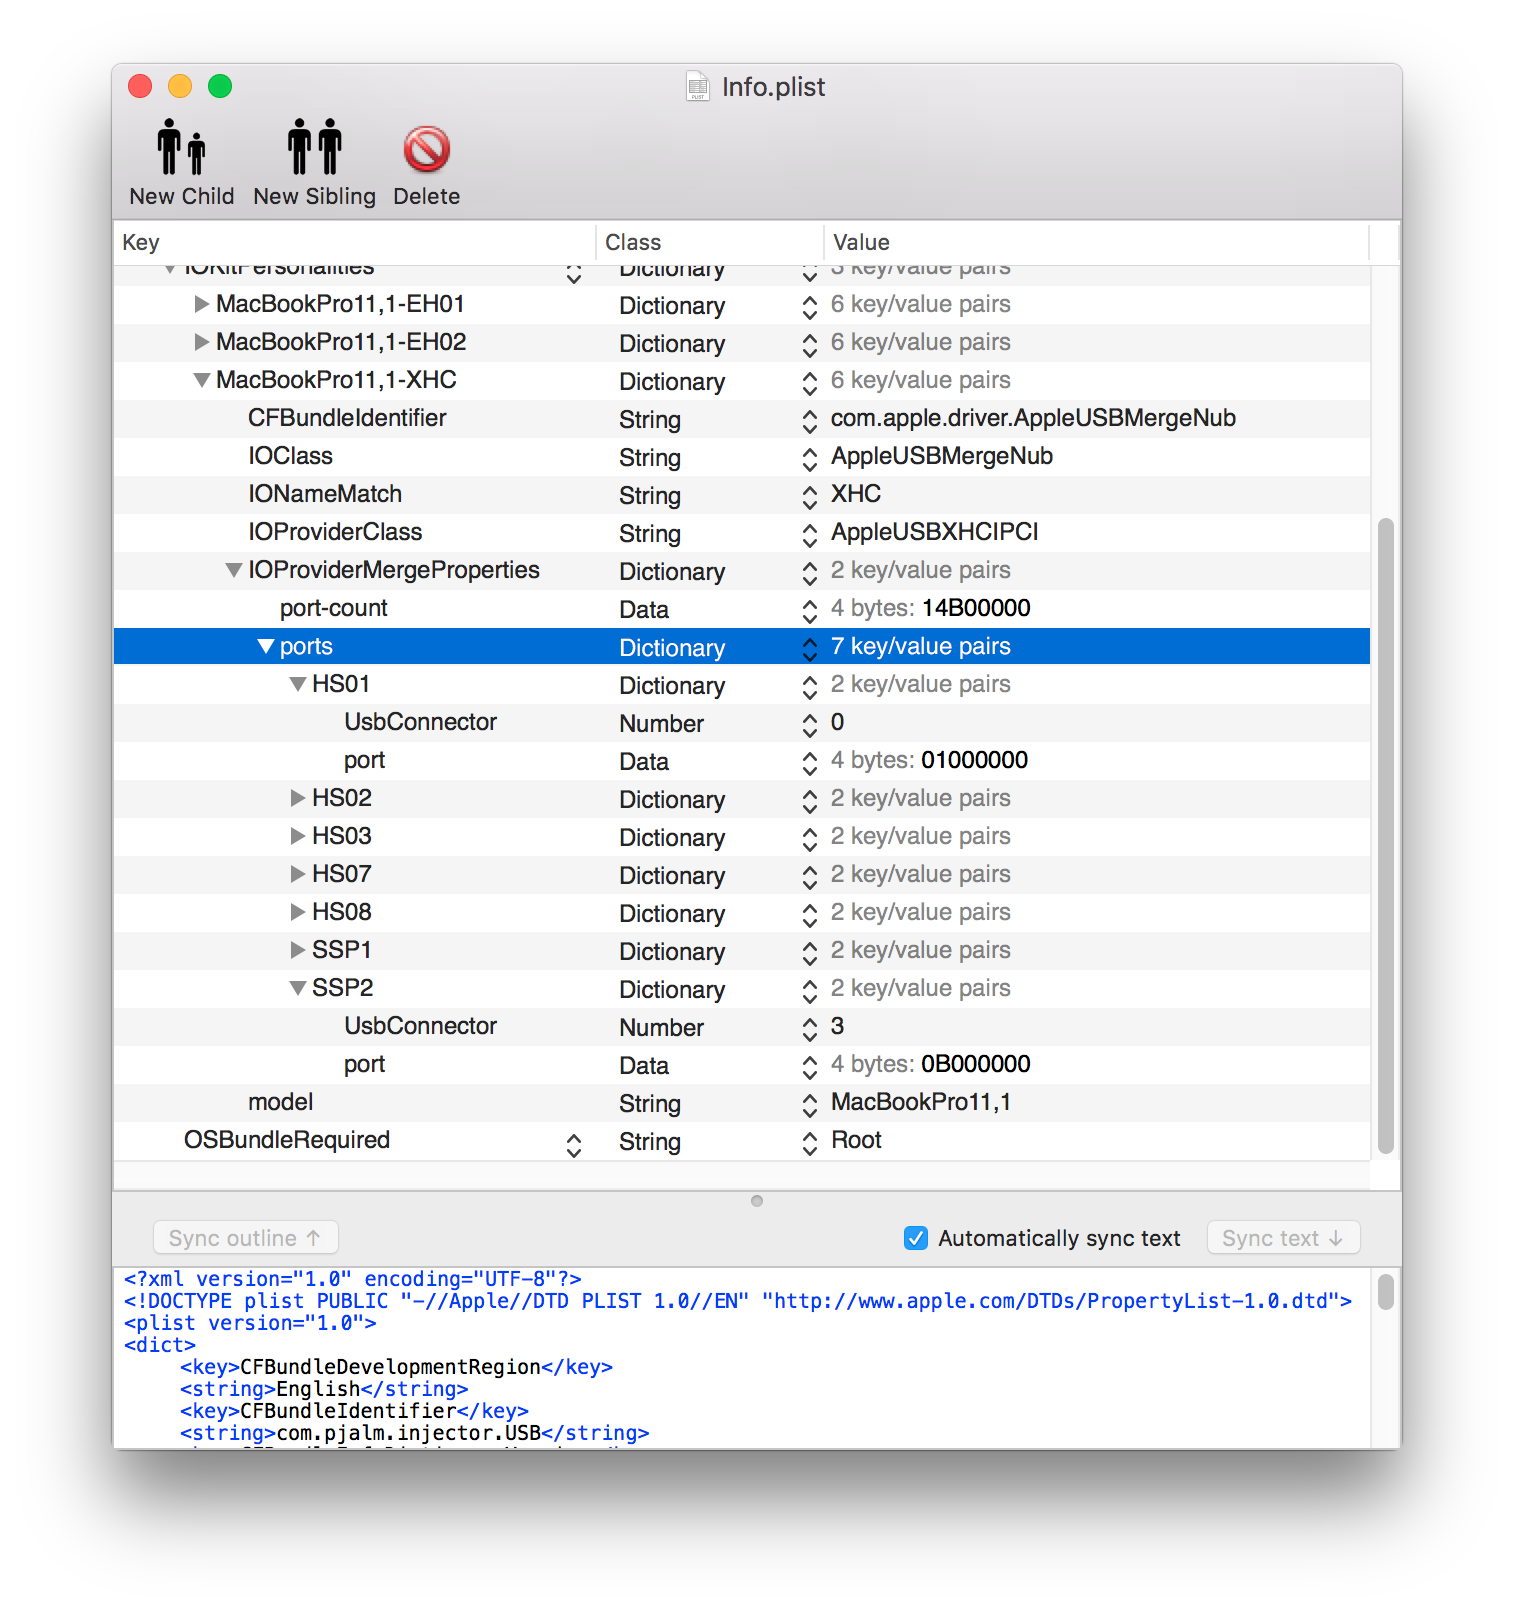 Info.plist
New Child New Sibling Delete
Key Class Value
IOKitPersonalities Dictionary 3 key/value pairs
MacBookPro11,1-EH01 Dictionary 6 key/value pairs
MacBookPro11,1-EH02 Dictionary 6 key/value pairs
MacBookPro11,1-XHC Dictionary 6 key/value pairs
CFBundleIdentifier String com.apple.driver.AppleUSBMergeNub
IOClass String AppleUSBMergeNub
IONameMatch String XHC
IOProviderClass String AppleUSBXHCIPCI
IOProviderMergeProperties Dictionary 2 key/value pairs
port-count Data 4 bytes: 14B00000
ports Dictionary 7 key/value pairs
HS01 Dictionary 2 key/value pairs
UsbConnector Number 0
port Data 4 bytes: 01000000
HS02 Dictionary 2 key/value pairs
HS03 Dictionary 2 key/value pairs
HS07 Dictionary 2 key/value pairs
HS08 Dictionary 2 key/value pairs
SSP1 Dictionary 2 key/value pairs
SSP2 Dictionary 2 key/value pairs
UsbConnector Number 3
port Data 4 bytes: 0B000000
model String MacBookPro11,1
OSBundleRequired String Root
Sync outline ↑ Automatically sync text Sync text ↓
<?xml version="1.0" encoding="UTF-8"?>
<!DOCTYPE plist PUBLIC "-//Apple//DTD PLIST 1.0//EN" "http://www.apple.com/DTDs/PropertyList-1.0.dtd">
<plist version="1.0">
<dict>
<key>CFBundleDevelopmentRegion</key>
<string>English</string>
<key>CFBundleIdentifier</key>
<string>com.pjalm.injector.USB</string>